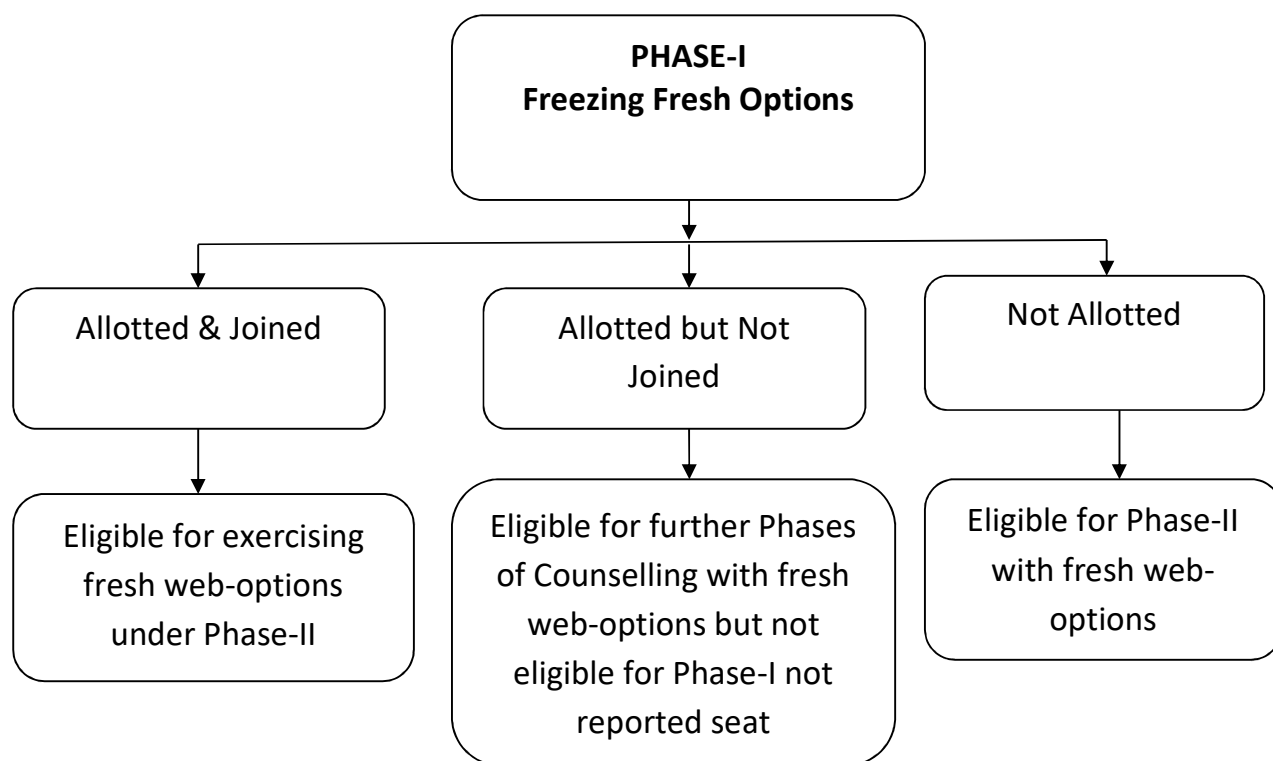 PHASE-I
Freezing Fresh Options
Allotted & Joined
Allotted but Not
Joined
Not Allotted
Eligible for exercising
fresh web-options
under Phase-II
Eligible for further Phases
of Counselling with fresh
web-options but not
eligible for Phase-I not
reported seat
Eligible for Phase-II
with fresh web-
options